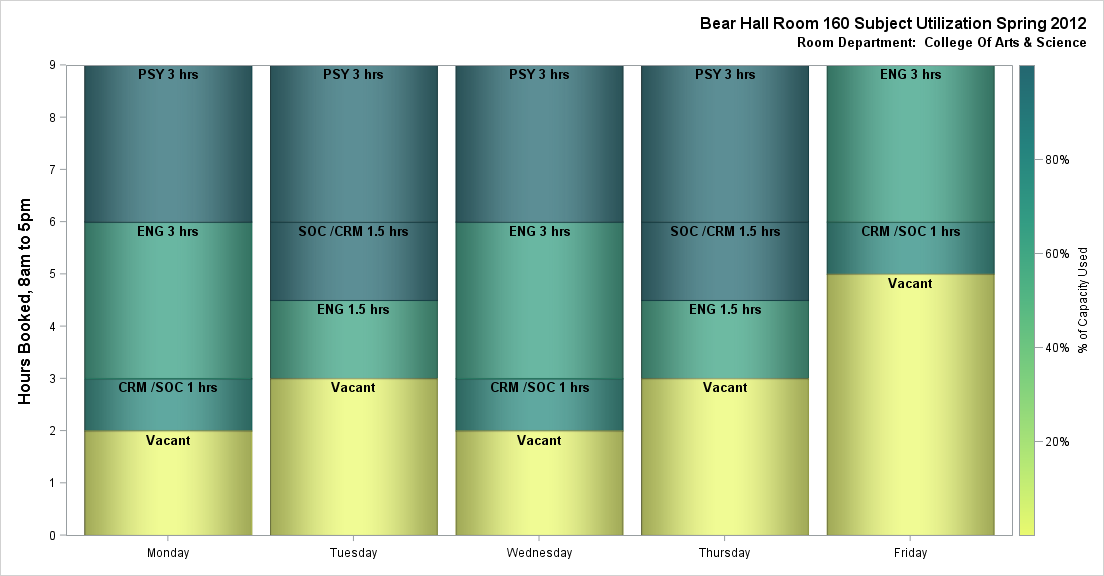 Bear Hall Room 160 Subject Utilization Spring 2012
Room Department:  College Of Arts & Science
Hours Booked, 8am to 5pm
9
8
7
6
5
4
3
2
1
0
PSY 3 hrs
ENG 3 hrs
CRM /SOC 1 hrs
Vacant
Monday
PSY 3 hrs
SOC /CRM 1.5 hrs
ENG 1.5 hrs
Vacant
Tuesday
PSY 3 hrs
ENG 3 hrs
CRM /SOC 1 hrs
Vacant
Wednesday
PSY 3 hrs
SOC /CRM 1.5 hrs
ENG 1.5 hrs
Vacant
Thursday
ENG 3 hrs
CRM /SOC 1 hrs
Vacant
Friday
80%
60%
40%
20%
% of Capacity Used